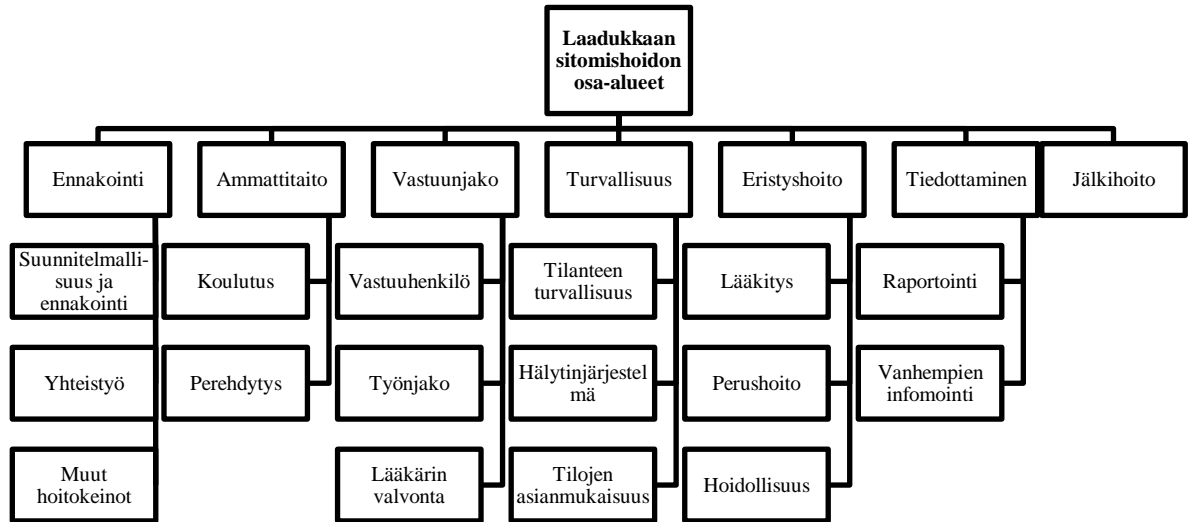 Laadukkaan
sitomishoidon
osa-alueet
Ennakointi
Ammattitaito
Vastuunjako
Turvallisuus
Eristyshoito
Tiedottaminen
Jälkihoito
Suunnitelmalli-
suus ja
ennakointi
Koulutus
Vastuuhenkilö
Tilanteen
turvallisuus
Lääkitys
Raportointi
Yhteistyö
Perehdytys
Työnjako
Hälytinjärjestel
mä
Perushoito
Vanhempien
infomointi
Muut
hoitokeinot
Lääkärin
valvonta
Tilojen
asianmukaisuus
Hoidollisuus